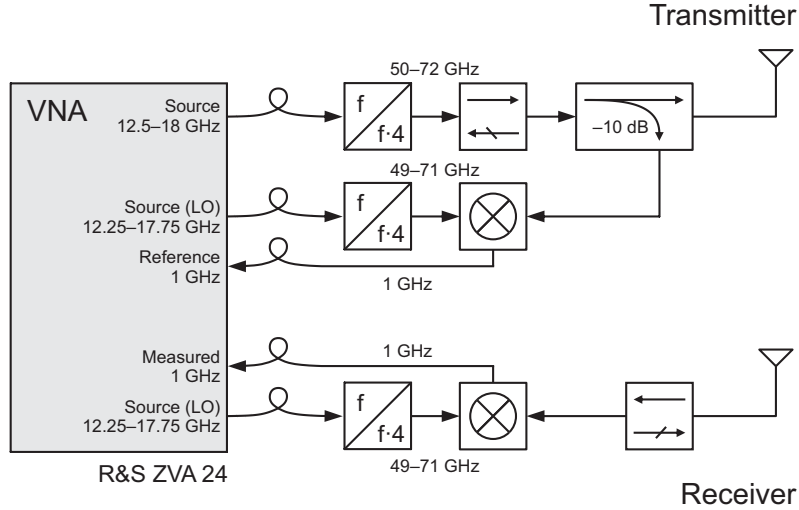 Transmitter
50–72 GHz
VNA
Source
12.5–18 GHz
f
f·4
–10 dB
49–71 GHz
Source (LO)
12.25–17.75 GHz
f
f·4
Reference
1 GHz
1 GHz
Measured
1 GHz
1 GHz
Source (LO)
12.25–17.75 GHz
f
f·4
49–71 GHz
R&S ZVA 24
Receiver